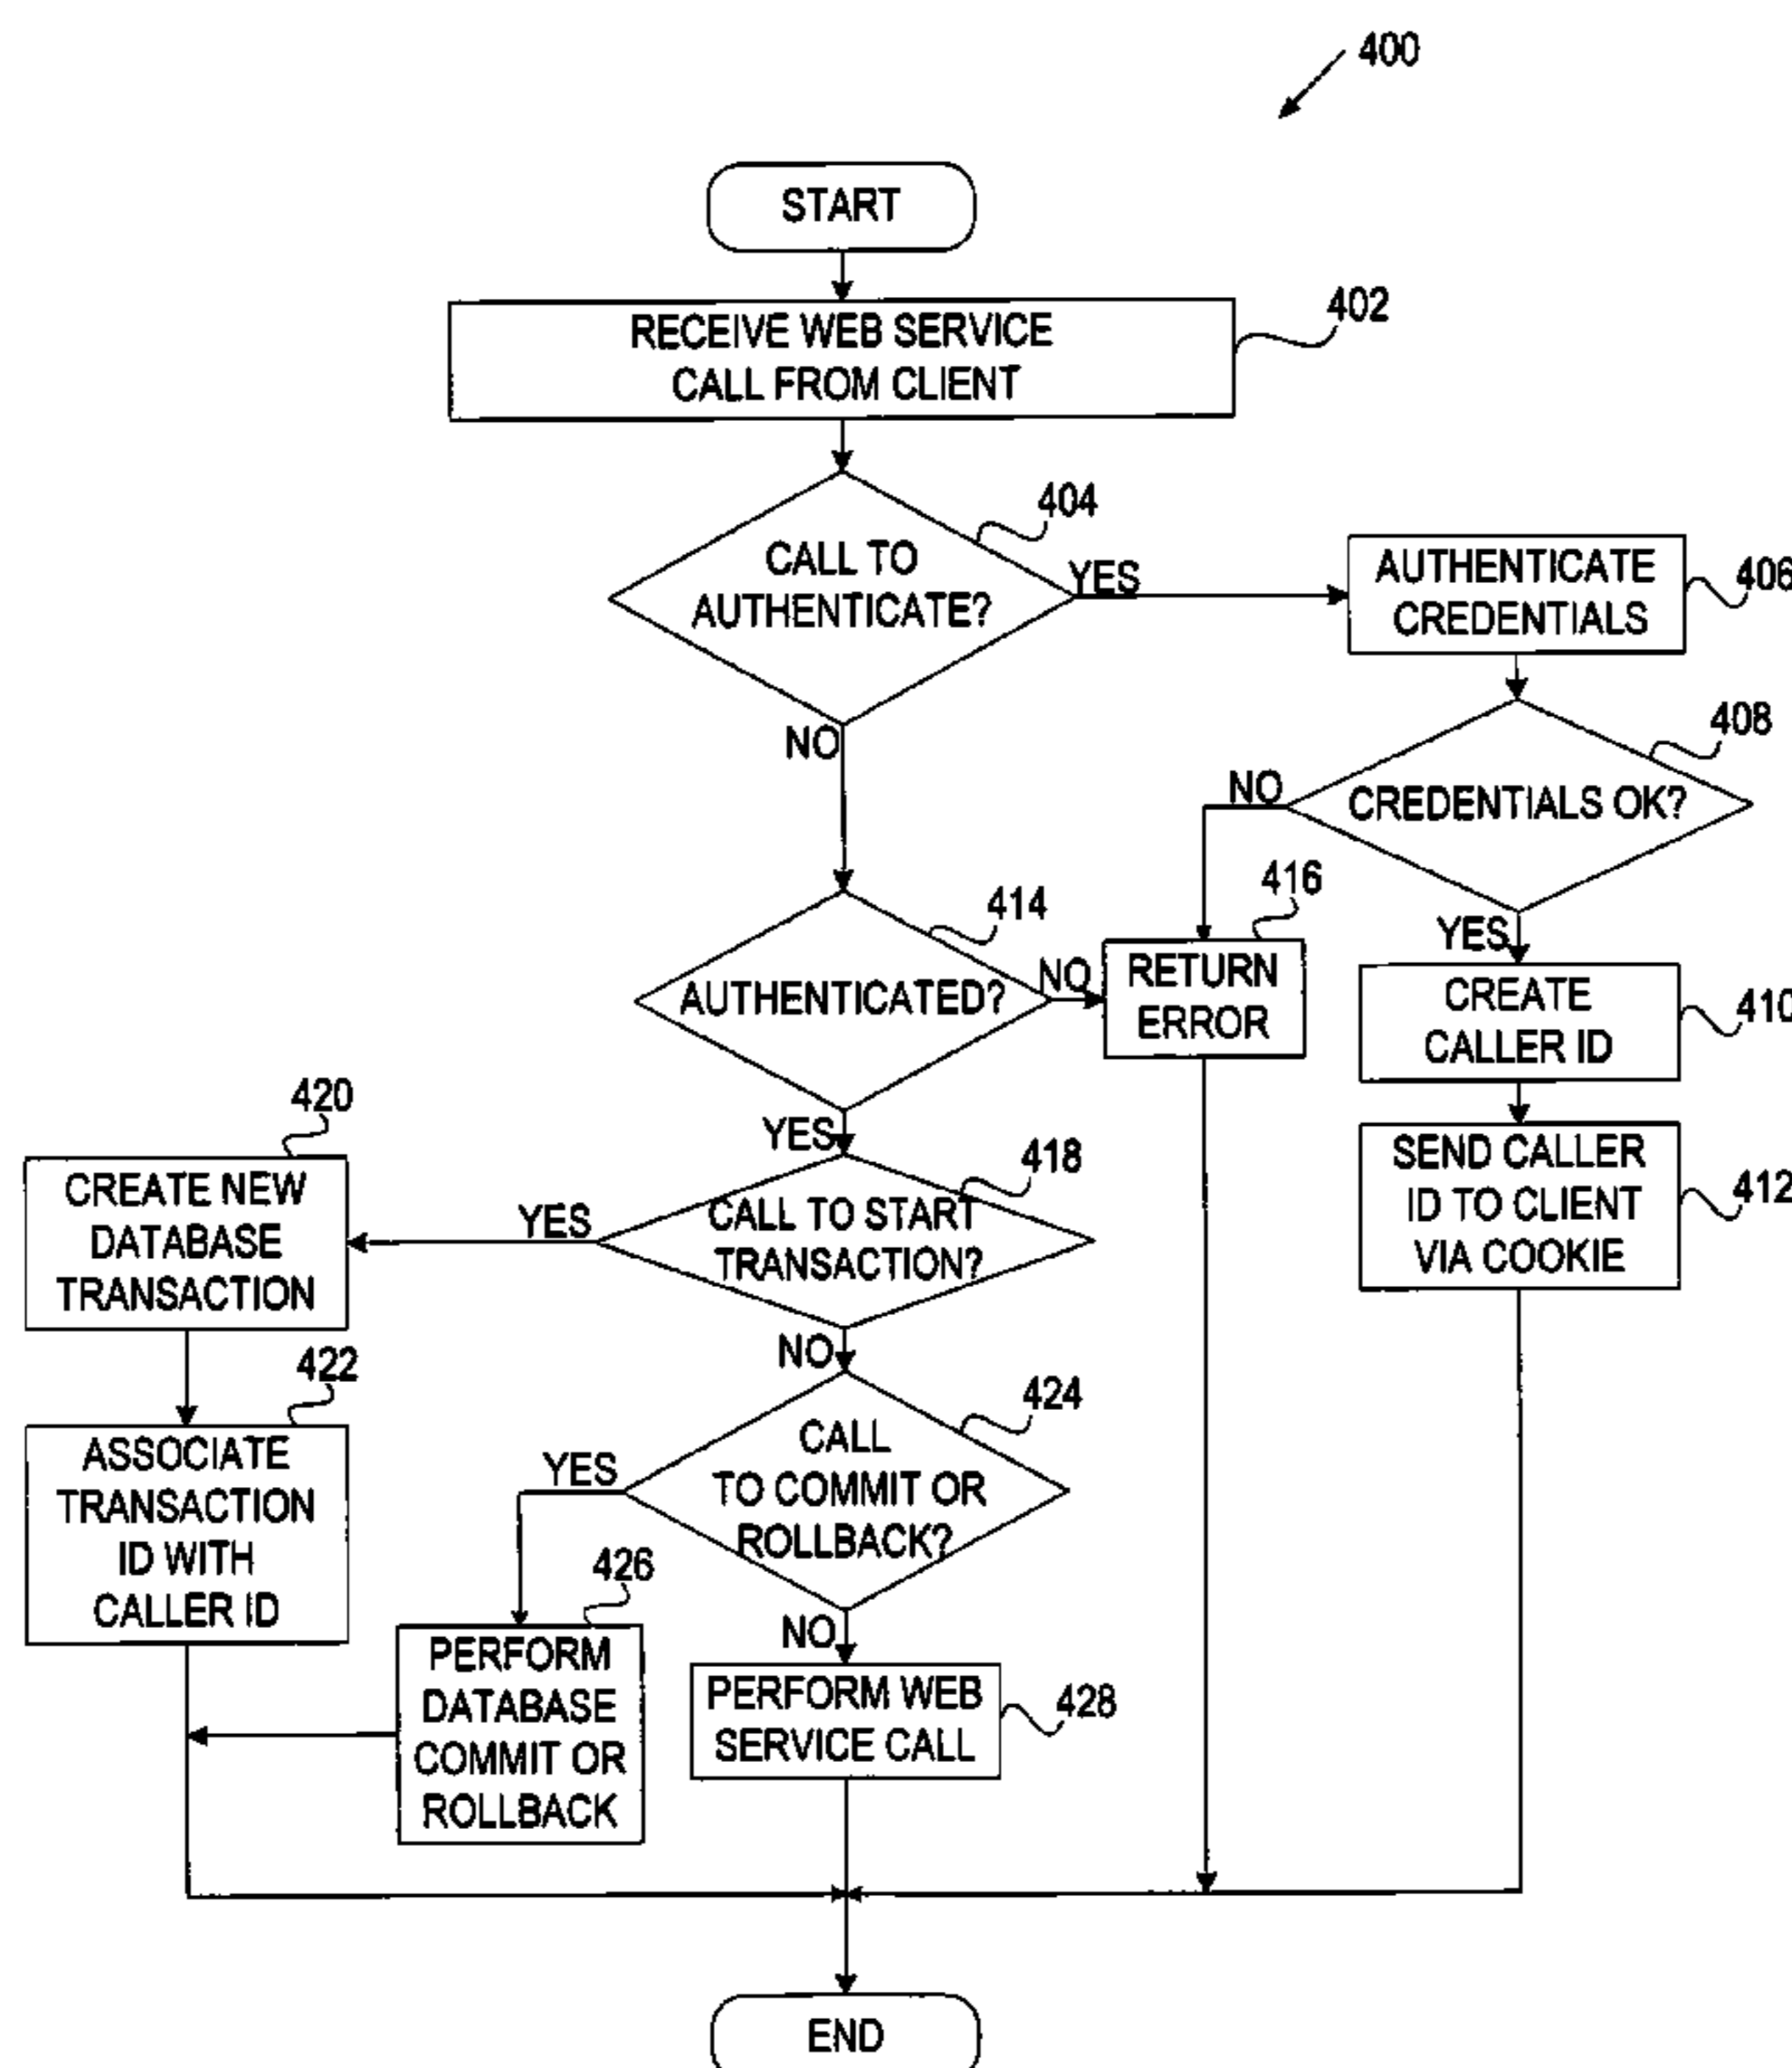 400
START
RECEIVE WEB SERVICE
CALL FROM CLIENT
402
CALL TO
AUTHENTICATE?
404
YES
AUTHENTICATE
CREDENTIALS
406
NO
CREDENTIALS OK?
408
NO
YES
AUTHENTICATED?
414
NO
RETURN
ERROR
416
CREATE
CALLER ID
410
YES
SEND CALLER
ID TO CLIENT
VIA COOKIE
412
CALL TO START
TRANSACTION?
418
YES
CREATE NEW
DATABASE
TRANSACTION
420
NO
ASSOCIATE
TRANSACTION
ID WITH
CALLER ID
422
CALL
TO COMMIT OR
ROLLBACK?
424
YES
PERFORM
DATABASE
COMMIT OR
ROLLBACK
426
NO
PERFORM WEB
SERVICE CALL
428
END